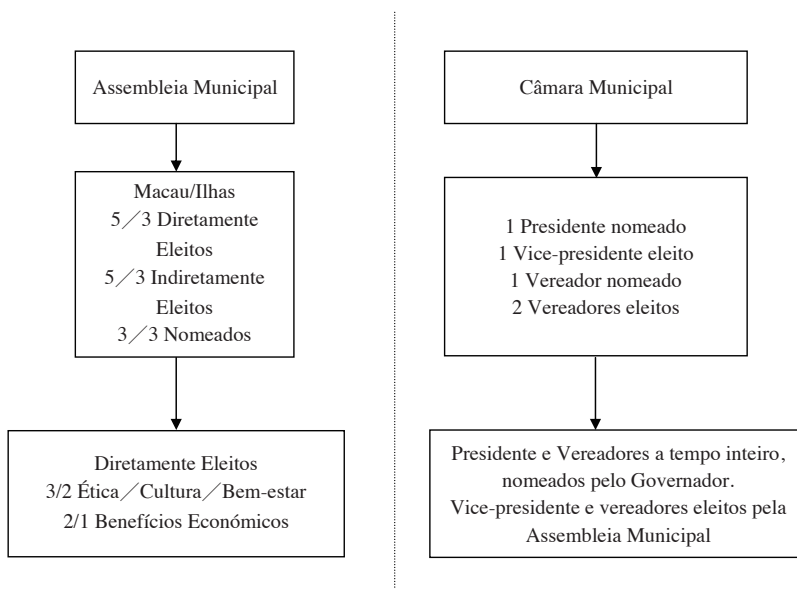 Assembleia Municipal
Macau/Ilhas
5／3 Diretamente
Eleitos
5／3 Indiretamente
Eleitos
3／3 Nomeados
Diretamente Eleitos
3/2 Ética／Cultura／Bem-estar
2/1 Benefícios Económicos
Câmara Municipal
1 Presidente nomeado
1 Vice-presidente eleito
1 Vereador nomeado
2 Vereadores eleitos
Presidente e Vereadores a tempo inteiro,
nomeados pelo Governador.
Vice-presidente e vereadores eleitos pela
Assembleia Municipal